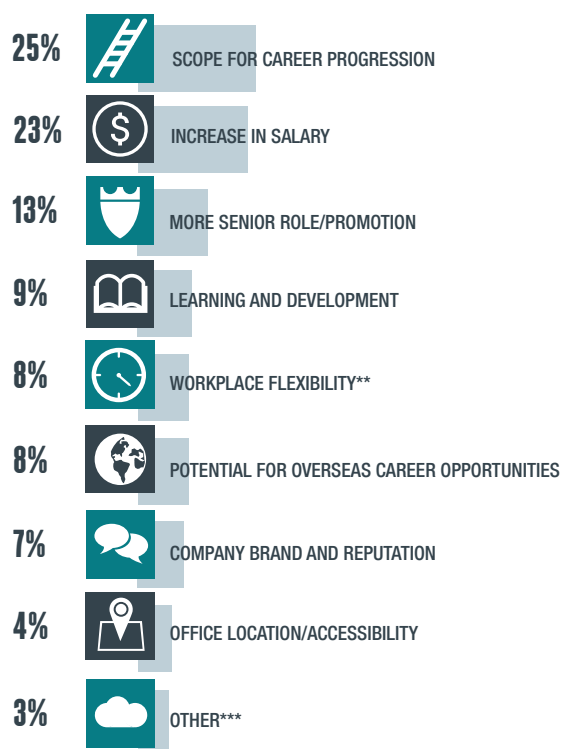 25% SCOPE FOR CAREER PROGRESSION
23% $ INCREASE IN SALARY
13% MORE SENIOR ROLE/PROMOTION
9% LEARNING AND DEVELOPMENT
8% WORKPLACE FLEXIBILITY**
8% POTENTIAL FOR OVERSEAS CAREER OPPORTUNITIES
7% COMPANY BRAND AND REPUTATION
4% OFFICE LOCATION/ACCESSIBILITY
3% OTHER***